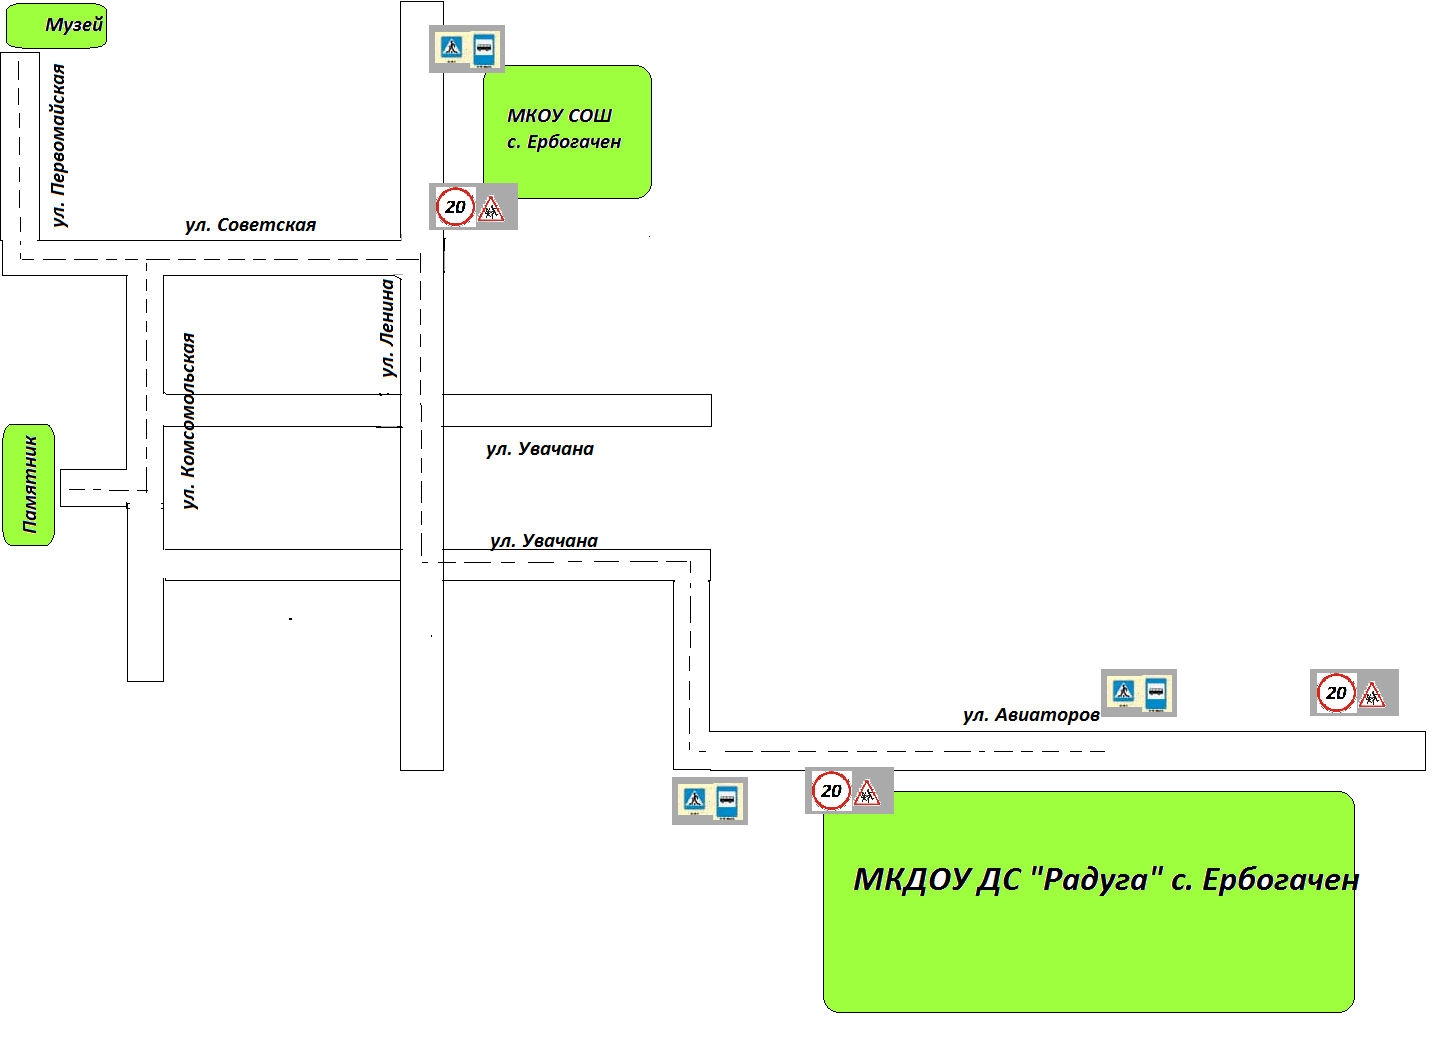 Музей
ул. Первомайская
МКОУ СОШ
с. Ербогачен
20
ул. Советская
ул. Ленина
ул. Комсомольская
Памятник
ул. Увачана
ул. Увачана
ул. Авиаторов
20
20
МКДОУ ДС "Радуга" с. Ербогачен